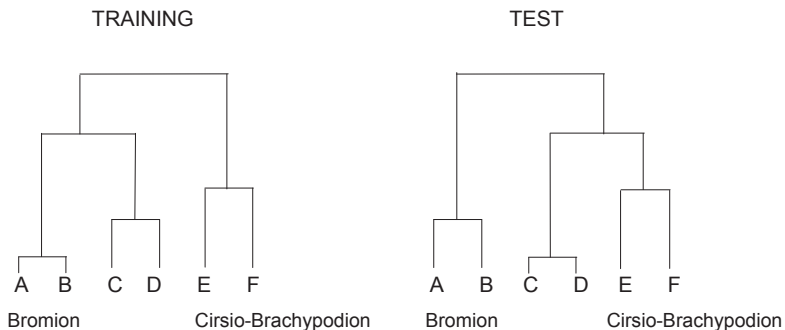 TRAINING TEST
A B C D E F A B C D E F
Bromion Cirsio-Brachypodion Bromion Cirsio-Brachypodion